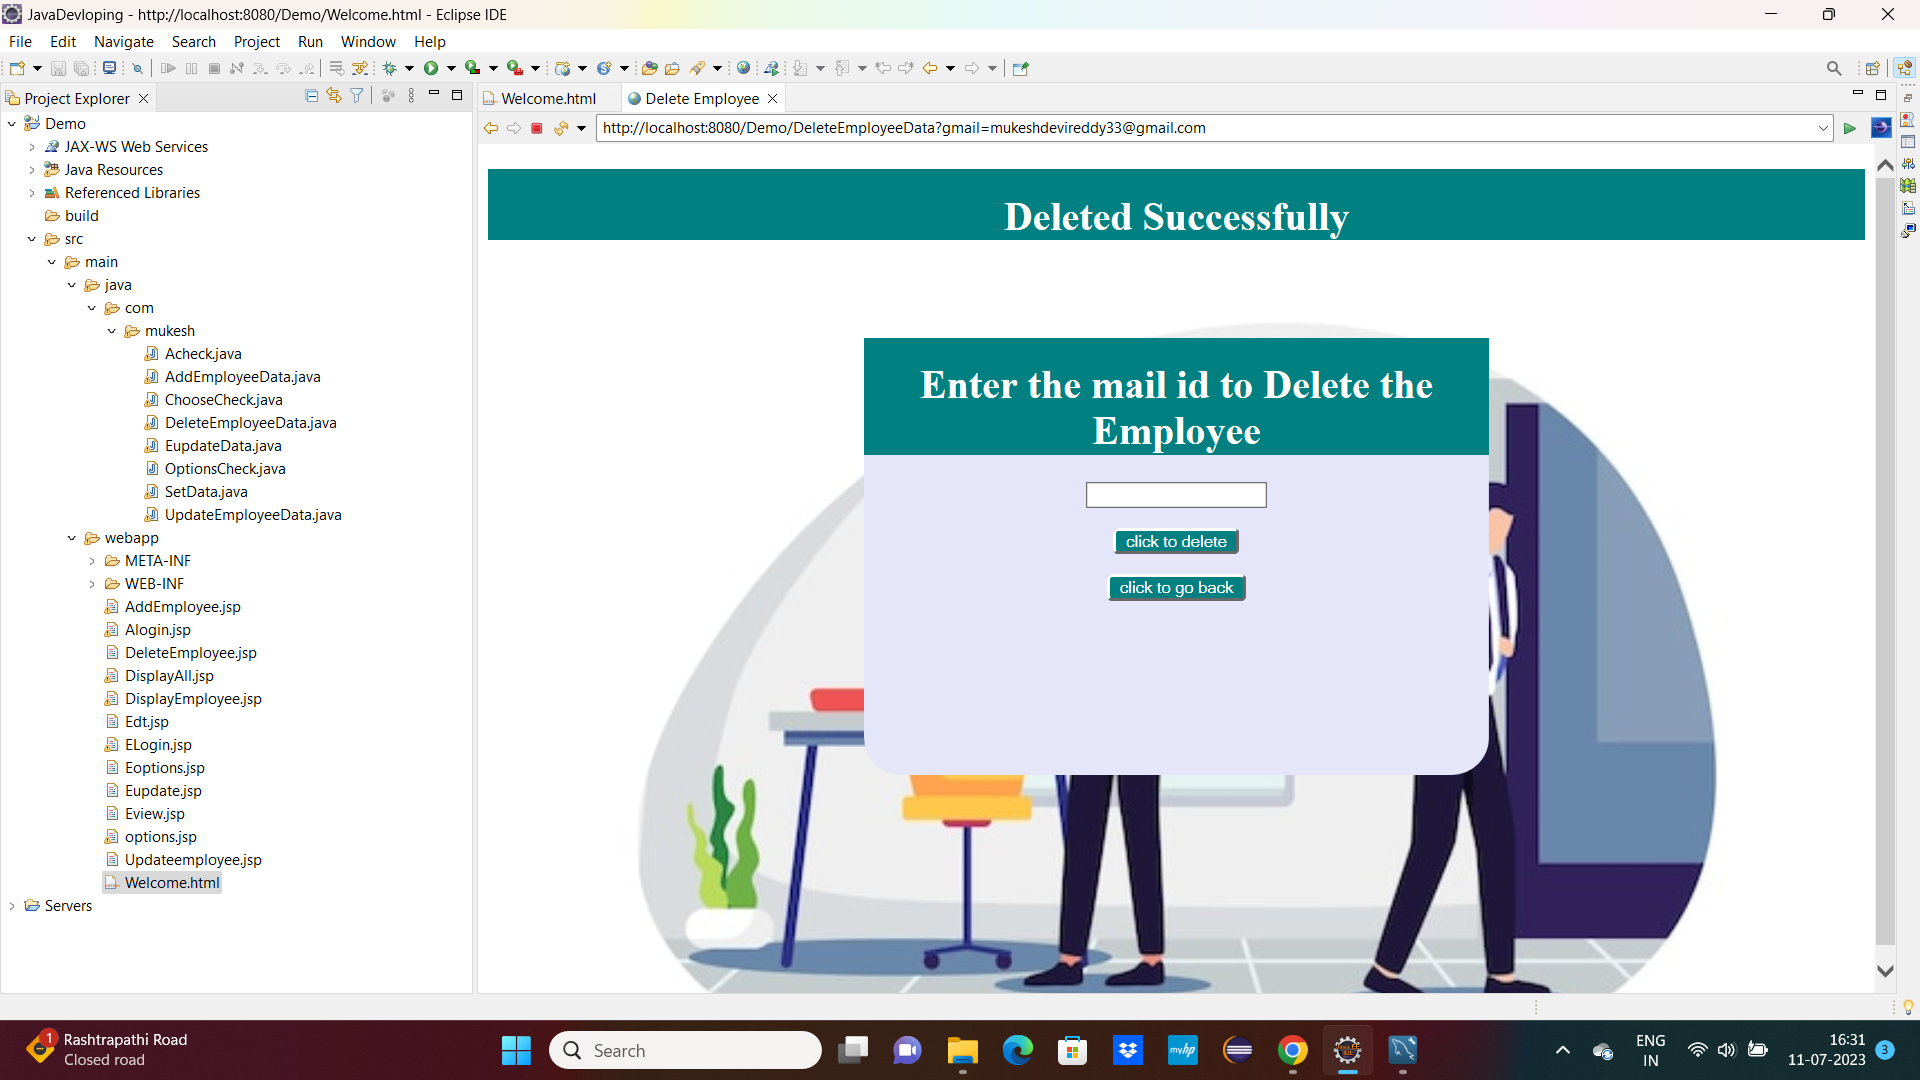 JavaDevloping - http://localhost:8080/Demo/Welcome.html - Eclipse IDE
File Edit Navigate Search Project Run Window Help
Project Explorer
Welcome.html
Delete Employee
http://localhost:8080/Demo/DeleteEmployeeData?gmail=mukeshdevireddy33@gmail.com
Demo
JAX-WS Web Services
Java Resources
Referenced Libraries
build
src
main
java
com
mukesh
Acheck.java
AddEmployeeData.java
ChooseCheck.java
DeleteEmployeeData.java
EupdateData.java
OptionsCheck.java
SetData.java
UpdateEmployeeData.java
webapp
META-INF
WEB-INF
AddEmployee.jsp
Alogin.jsp
DeleteEmployee.jsp
DisplayAll.jsp
DisplayEmployee.jsp
Edt.jsp
ELogin.jsp
Eoptions.jsp
Eupdate.jsp
Eview.jsp
options.jsp
Updateemployee.jsp
Welcome.html
Servers
Deleted Successfully
Enter the mail id to Delete the
Employee
click to delete
click to go back
1
Rashtrapathi Road
Closed road
Search
myhp
ENG
IN
16:31
11-07-2023
3